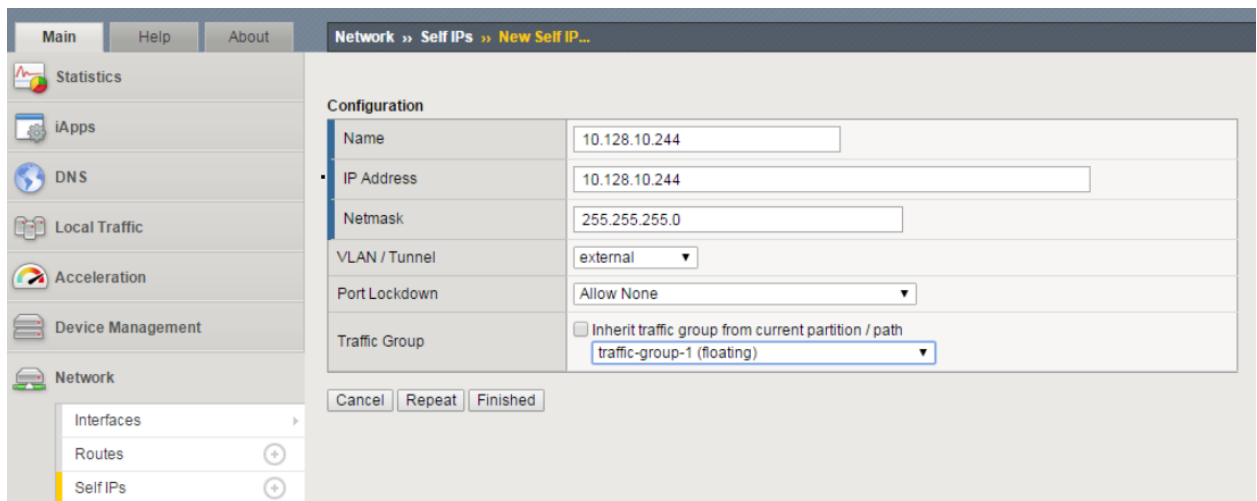 Main Help About
Network » Self IPs » New Self IP...
Statistics
iApps
DNS
Local Traffic
Acceleration
Device Management
Network
Interfaces
Routes
Self IPs
Configuration
Name 10.128.10.244
IP Address 10.128.10.244
Netmask 255.255.255.0
VLAN / Tunnel external
Port Lockdown Allow None
Traffic Group Inherit traffic group from current partition / path
traffic-group-1 (floating)
Cancel Repeat Finished